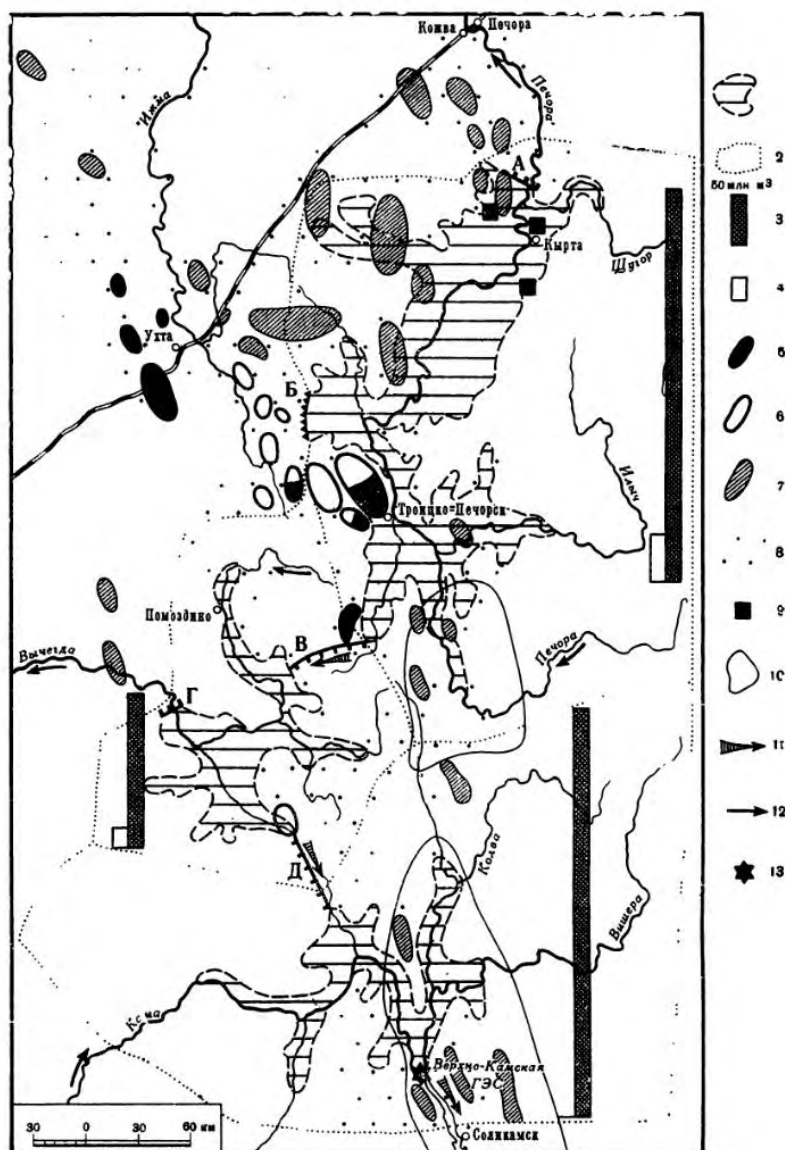 Кожва
Печора
Печора
Ижма
2
А
50 млн м3
3
Кырта
Щугор
4
Ухта
5
Б
6
Илыч
7
Троицко-Печорск
8
9
Помоздино
В
Вычегда
Печора
10
Г
11
12
Колва
Д
13
Вишера
Кама
Верхно-Камская
ГЭС
Соликамск
30 0 30 60 км